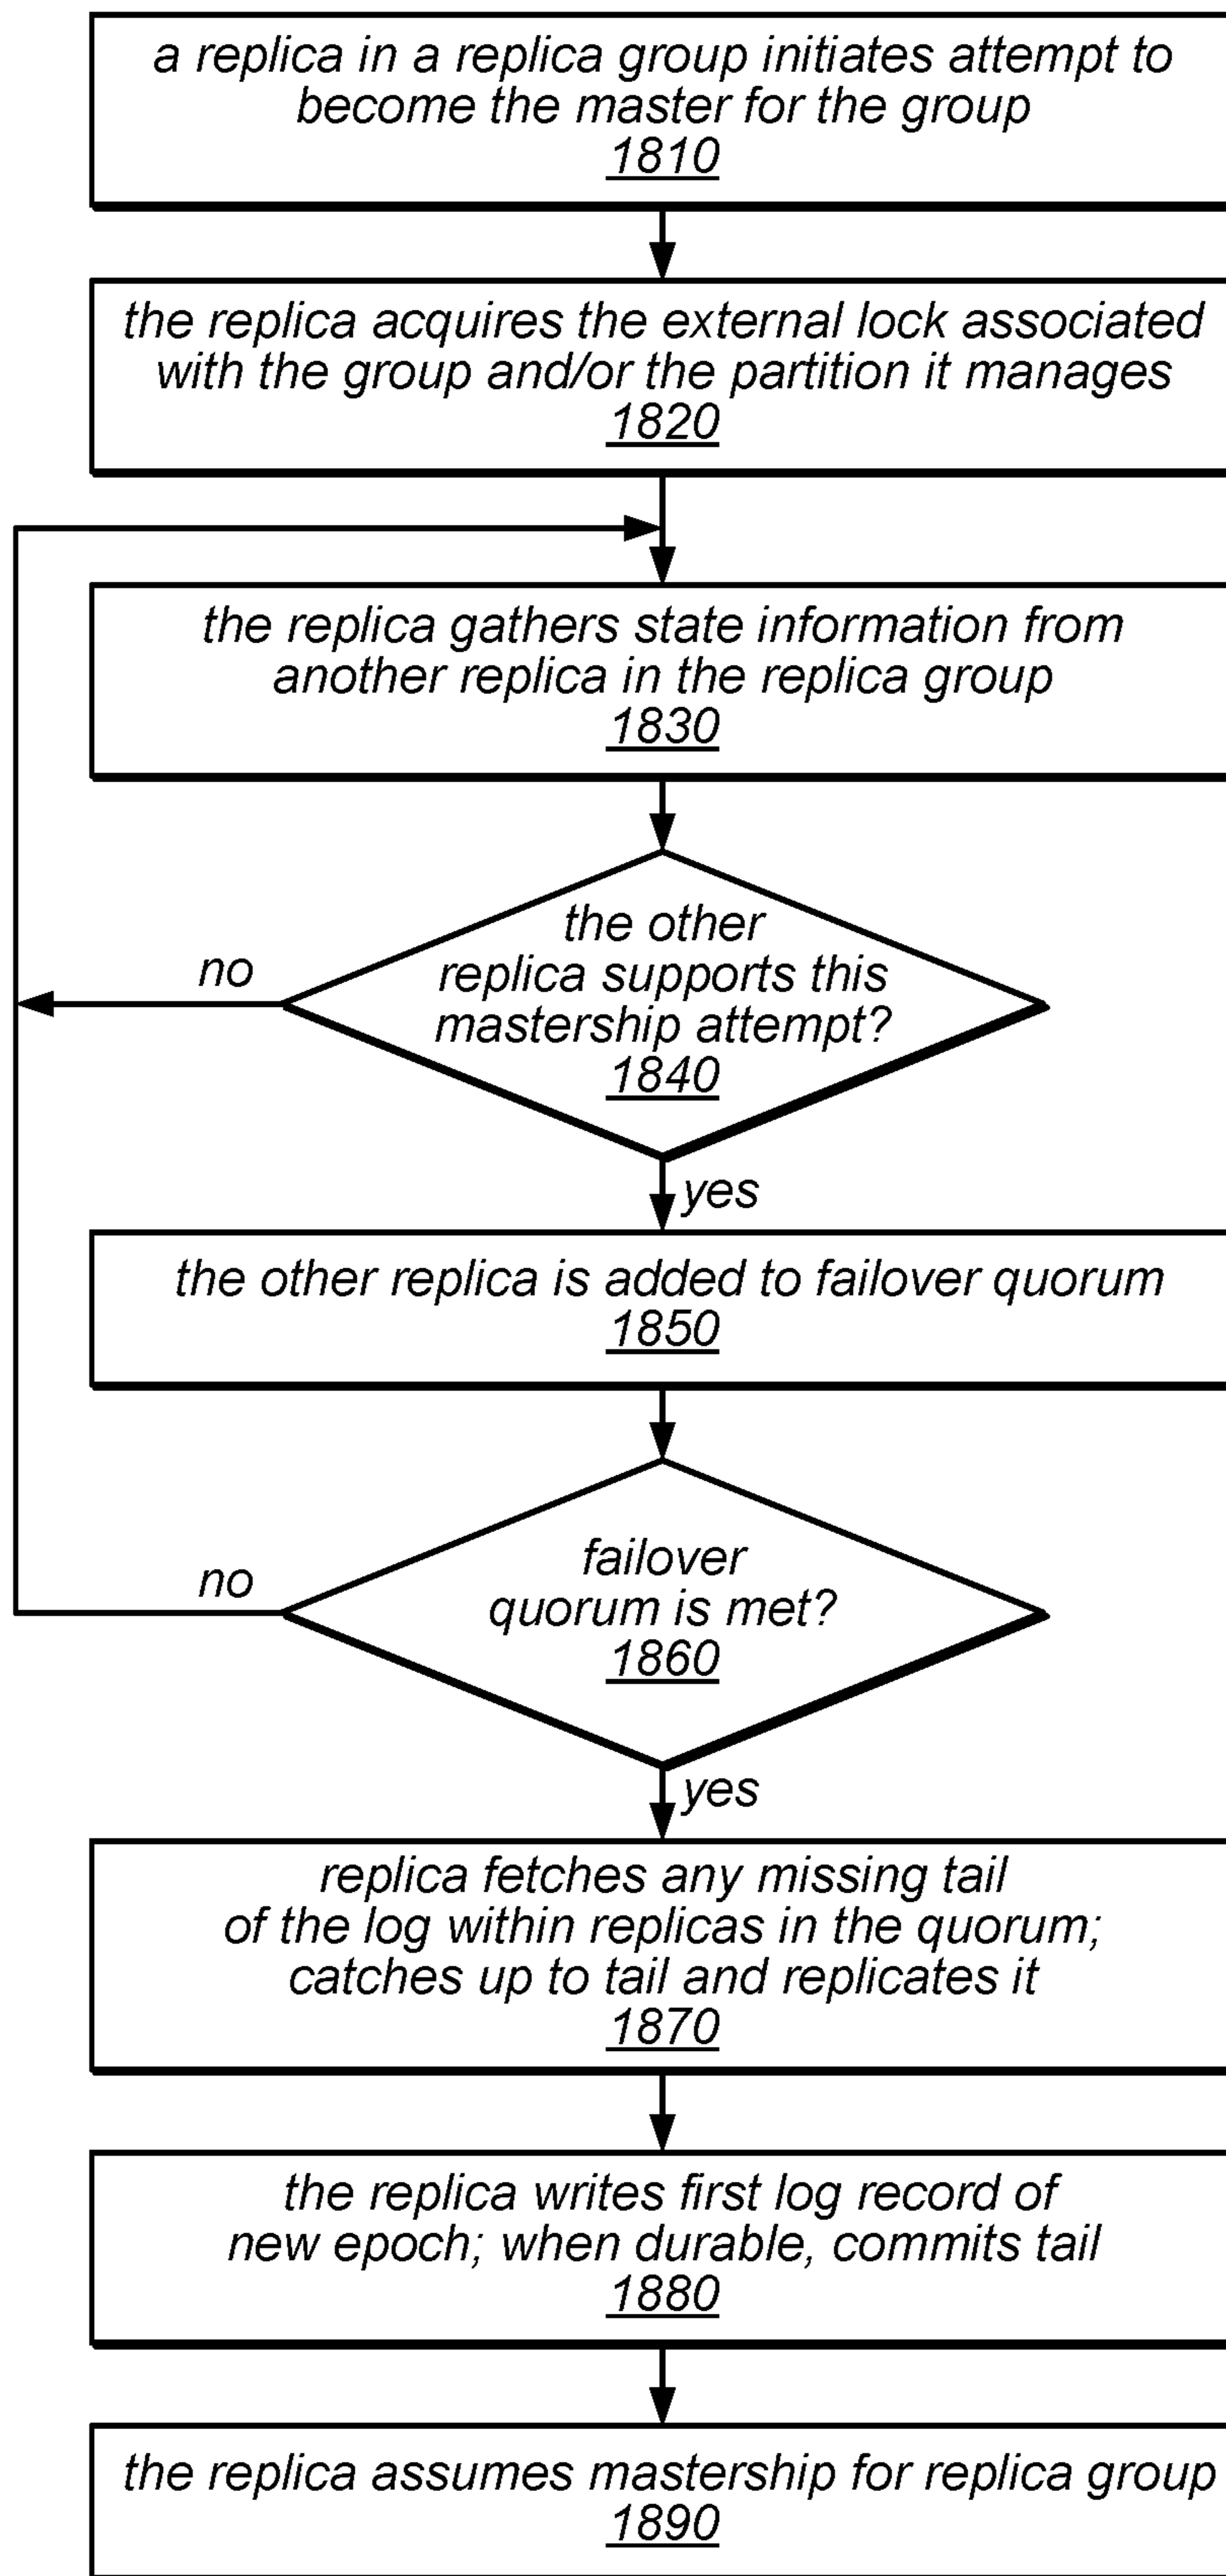 a replica in a replica group initiates attempt to
become the master for the group
1810
the replica acquires the external lock associated
with the group and/or the partition it manages
1820
the replica gathers state information from
another replica in the replica group
1830
the other
replica supports this
mastership attempt?
1840
no
yes
the other replica is added to failover quorum
1850
failover
quorum is met?
1860
no
yes
replica fetches any missing tail
of the log within replicas in the quorum;
catches up to tail and replicates it
1870
the replica writes first log record of
new epoch; when durable, commits tail
1880
the replica assumes mastership for replica group
1890